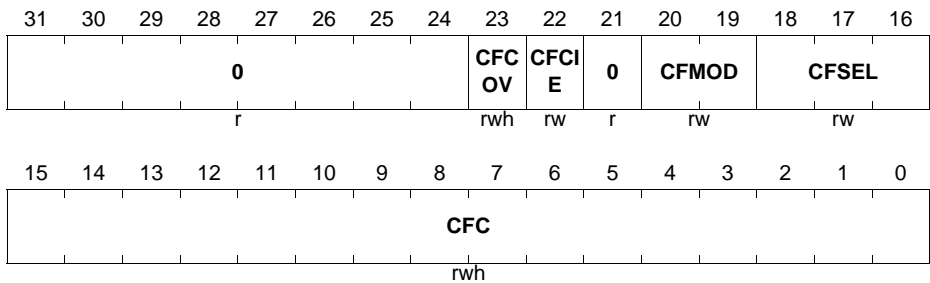 31 30 29 28 27 26 25 24 23 22 21 20 19 18 17 16
0 CFC OV CFCI E 0 CFMOD CFSEL
r rwh rw r rw rw
15 14 13 12 11 10 9 8 7 6 5 4 3 2 1 0
CFC
rwh